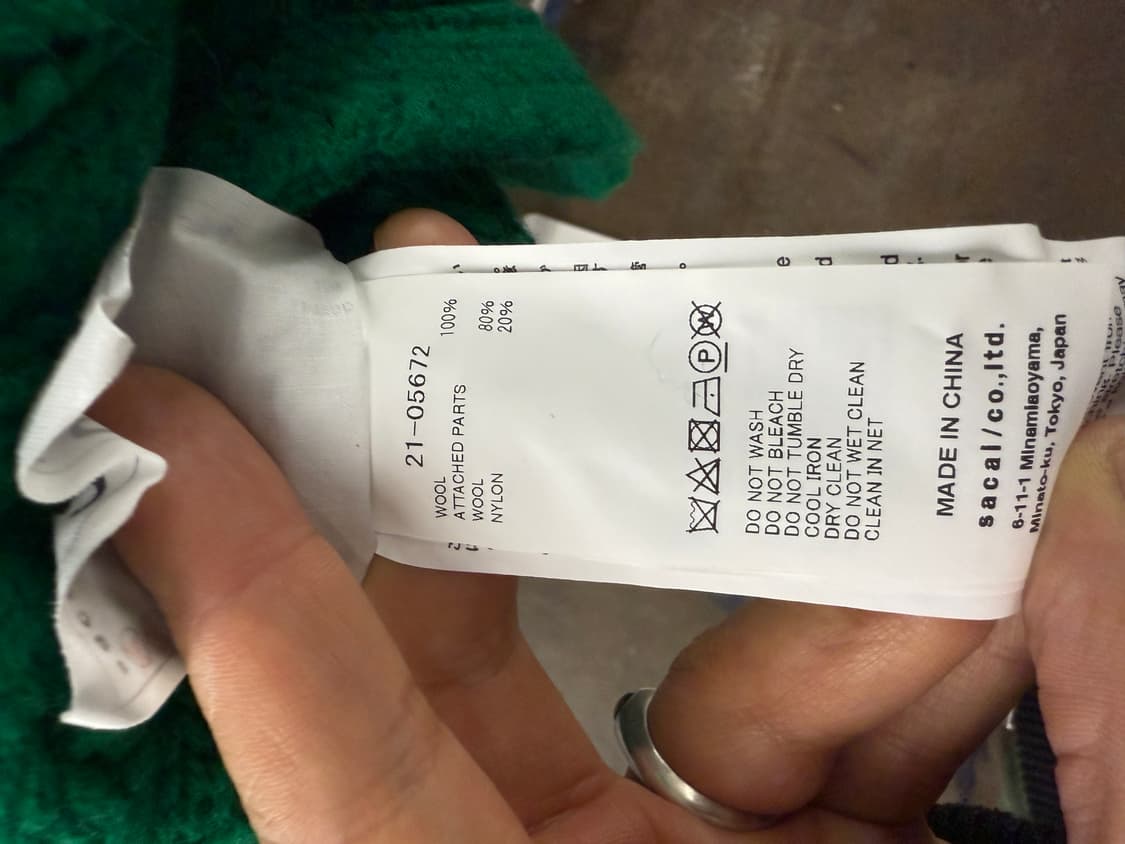 21-05672
WOOL 100%
ATTACHED PARTS
WOOL 80%
NYLON 20%
DO NOT WASH
DO NOT BLEACH
DO NOT TUMBLE DRY
COOL IRON
DRY CLEAN
DO NOT WET CLEAN
CLEAN IN NET
MADE IN CHINA
sacai/co.,ltd.
6-11-1 Minamiaoyama,
Minato-ku, Tokyo, Japan